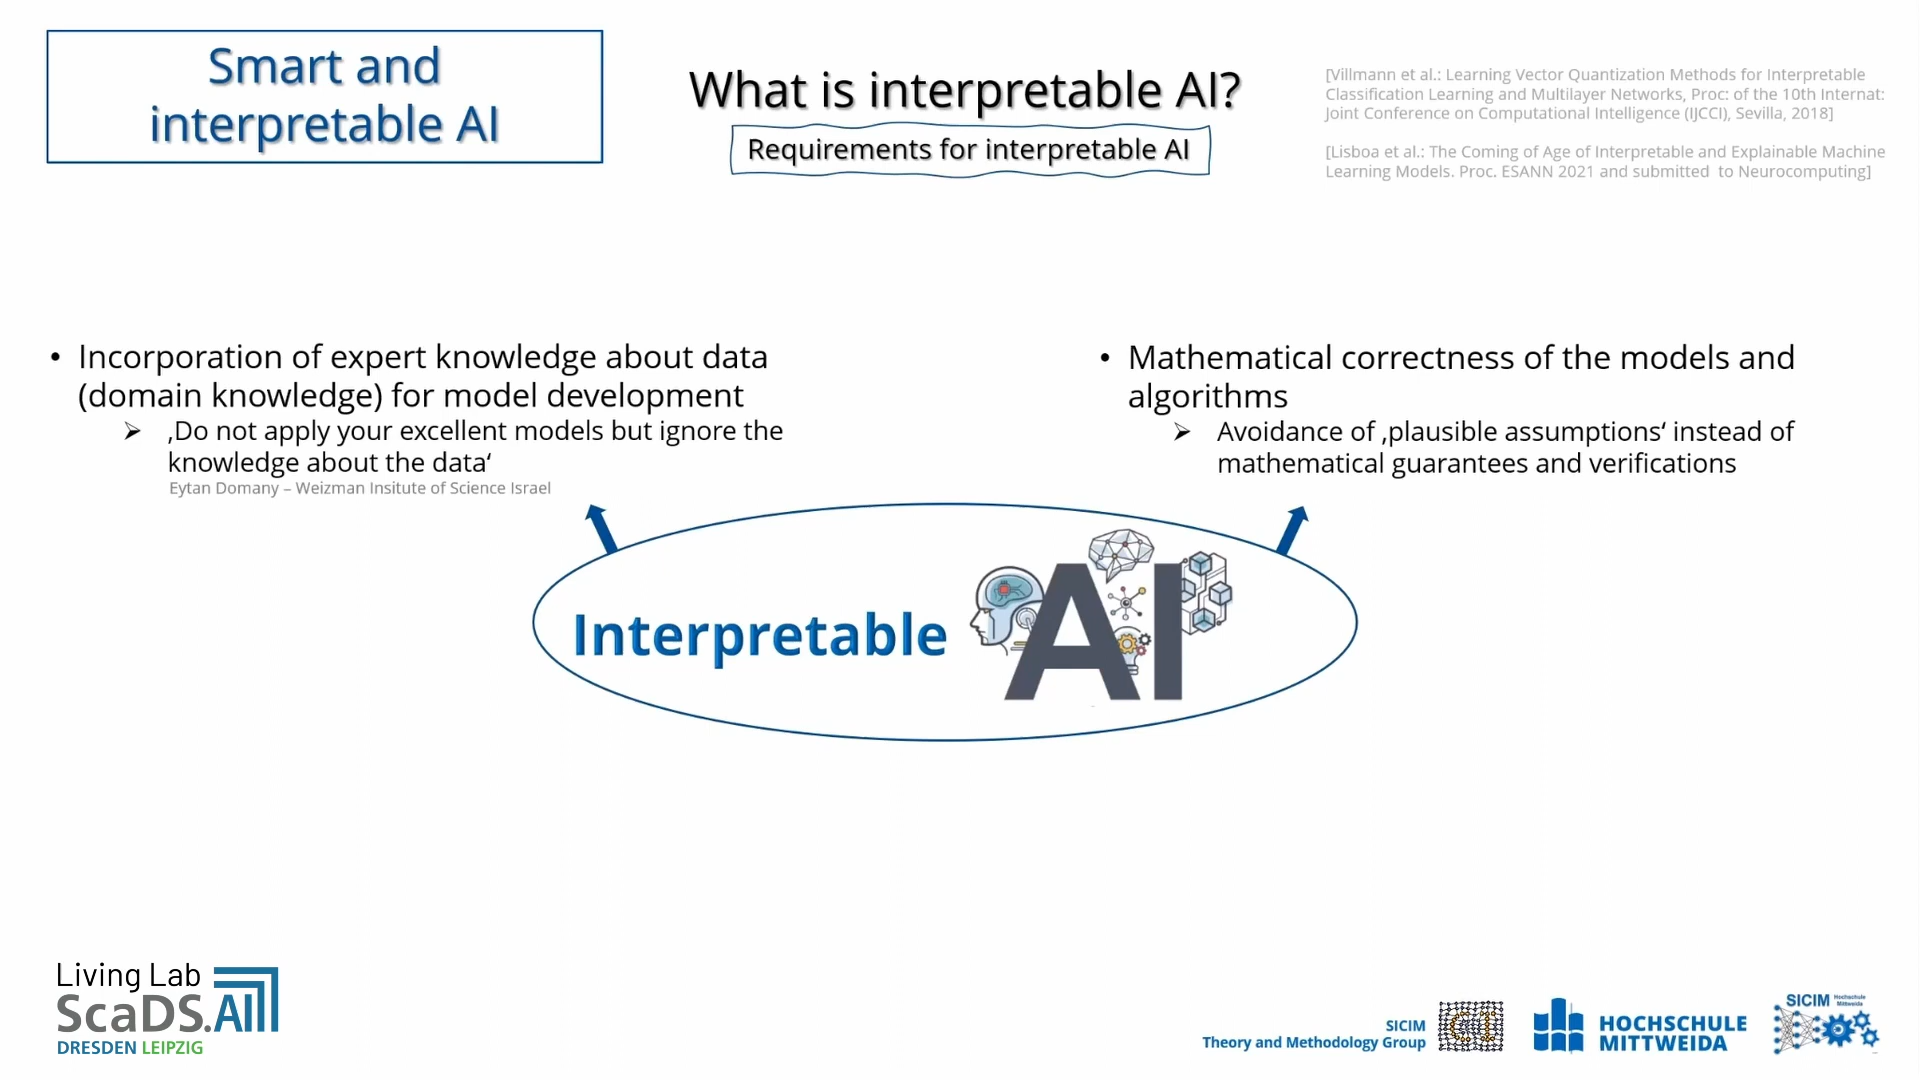 Smart and
interpretable AI
What is interpretable AI?
Requirements for interpretable AI
[Villmann et al.: Learning Vector Quantization Methods for Interpretable
Classification Learning and Multilayer Networks, Proc: of the 10th Internat:
Joint Conference on Computational Intelligence (IJCCI), Sevilla, 2018]
[Lisboa et al.: The Coming of Age of Interpretable and Explainable Machine
Learning Models. Proc. ESANN 2021 and submitted to Neurocomputing]
• Incorporation of expert knowledge about data
(domain knowledge) for model development
➢ ‚Do not apply your excellent models but ignore the
knowledge about the data‘
Eytan Domany – Weizman Insitute of Science Israel
• Mathematical correctness of the models and
algorithms
➢ Avoidance of ‚plausible assumptions‘ instead of
mathematical guarantees and verifications
Interpretable AI
Living Lab
ScaDS.AI
DRESDEN LEIPZIG
SICIM
Theory and Methodology Group
CI
HOCHSCHULE
MITTWEIDA
SICIM Hochschule
Mittweida